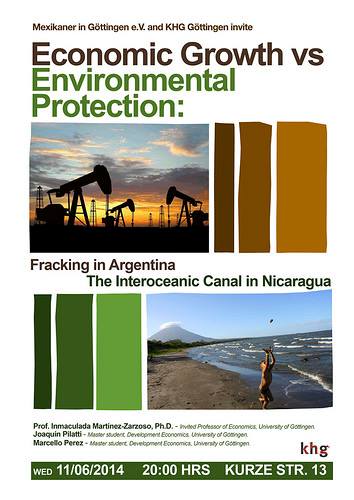 Mexikaner in Göttingen e.V. and KHG Göttingen invite
Economic Growth vs
Environmental
Protection:
Fracking in Argentina
The Interoceanic Canal in Nicaragua
Prof. Inmaculada Martínez-Zarzoso, Ph.D. - Invited Professor of Economics, University of Göttingen.
Joaquin Pilatti - Master student, Development Economics, University of Göttingen.
Marcello Perez - Master student, Development Economics, University of Göttingen.
khg
WED 11/06/2014 20:00 HRS KURZE STR. 13